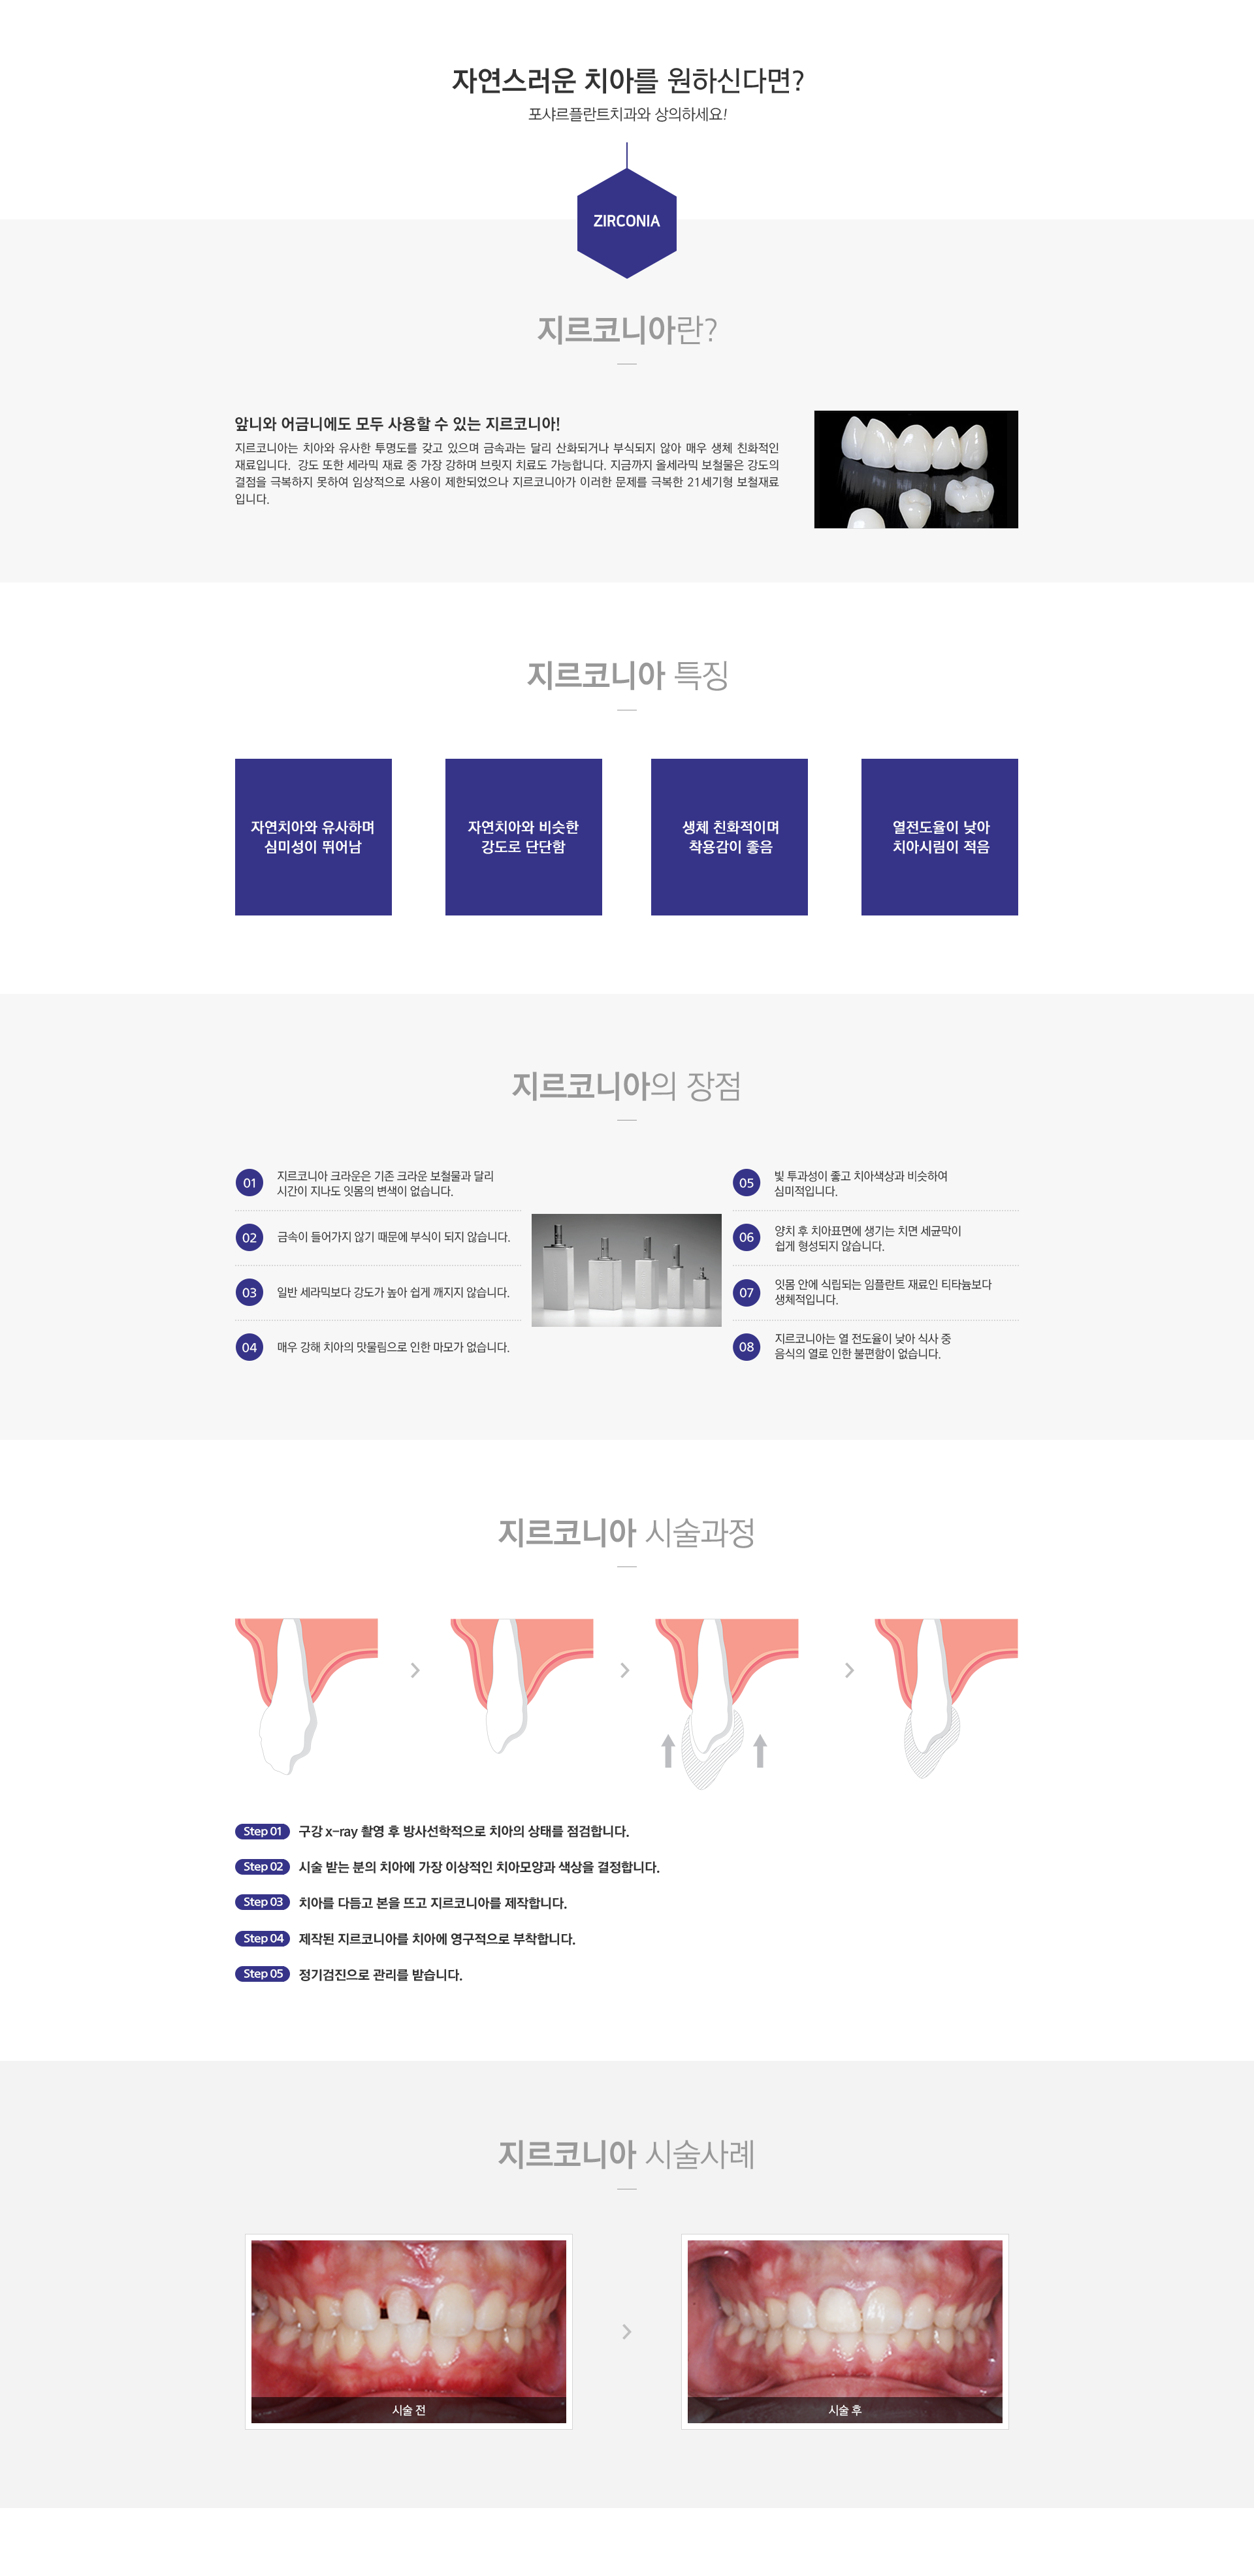 자연스러운 치아를 원하신다면?
포샤르플란트치과와 상의하세요!
ZIRCONIA
지르코니아란?
앞니와 어금니에도 모두 사용할 수 있는 지르코니아!
지르코니아는 치아와 유사한 투명도를 갖고 있으며 금속과는 달리 산화되거나 부식되지 않아 매우 생체 친화적인
재료입니다. 강도 또한 세라믹 재료 중 가장 강하며 브릿지 치료도 가능합니다. 지금까지 올세라믹 보철물은 강도의
결점을 극복하지 못하여 임상적으로 사용이 제한되었으나 지르코니아가 이러한 문제를 극복한 21세기형 보철재료
입니다.
지르코니아 특징
자연치아와 유사하며
심미성이 뛰어남
자연치아와 비슷한
강도로 단단함
생체 친화적이며
착용감이 좋음
열전도율이 낮아
치아시림이 적음
지르코니아의 장점
01
지르코니아 크라운은 기존 크라운 보철물과 달리
시간이 지나도 잇몸의 변색이 없습니다.
02
금속이 들어가지 않기 때문에 부식이 되지 않습니다.
03
일반 세라믹보다 강도가 높아 쉽게 깨지지 않습니다.
04
매우 강해 치아의 맛물림으로 인한 마모가 없습니다.
05
빛 투과성이 좋고 치아색상과 비슷하여
심미적입니다.
06
양치 후 치아표면에 생기는 치면 세균막이
쉽게 형성되지 않습니다.
07
잇몸 안에 식립되는 임플란트 재료인 티타늄보다
생체적입니다.
08
지르코니아는 열 전도율이 낮아 식사 중
음식의 열로 인한 불편함이 없습니다.
지르코니아 시술과정
Step 01 구강 x-ray 촬영 후 방사선학적으로 치아의 상태를 점검합니다.
Step 02 시술 받는 분의 치아에 가장 이상적인 치아모양과 색상을 결정합니다.
Step 03 치아를 다듬고 본을 뜨고 지르코니아를 제작합니다.
Step 04 제작된 지르코니아를 치아에 영구적으로 부착합니다.
Step 05 정기검진으로 관리를 받습니다.
지르코니아 시술사례
시술 전
시술 후